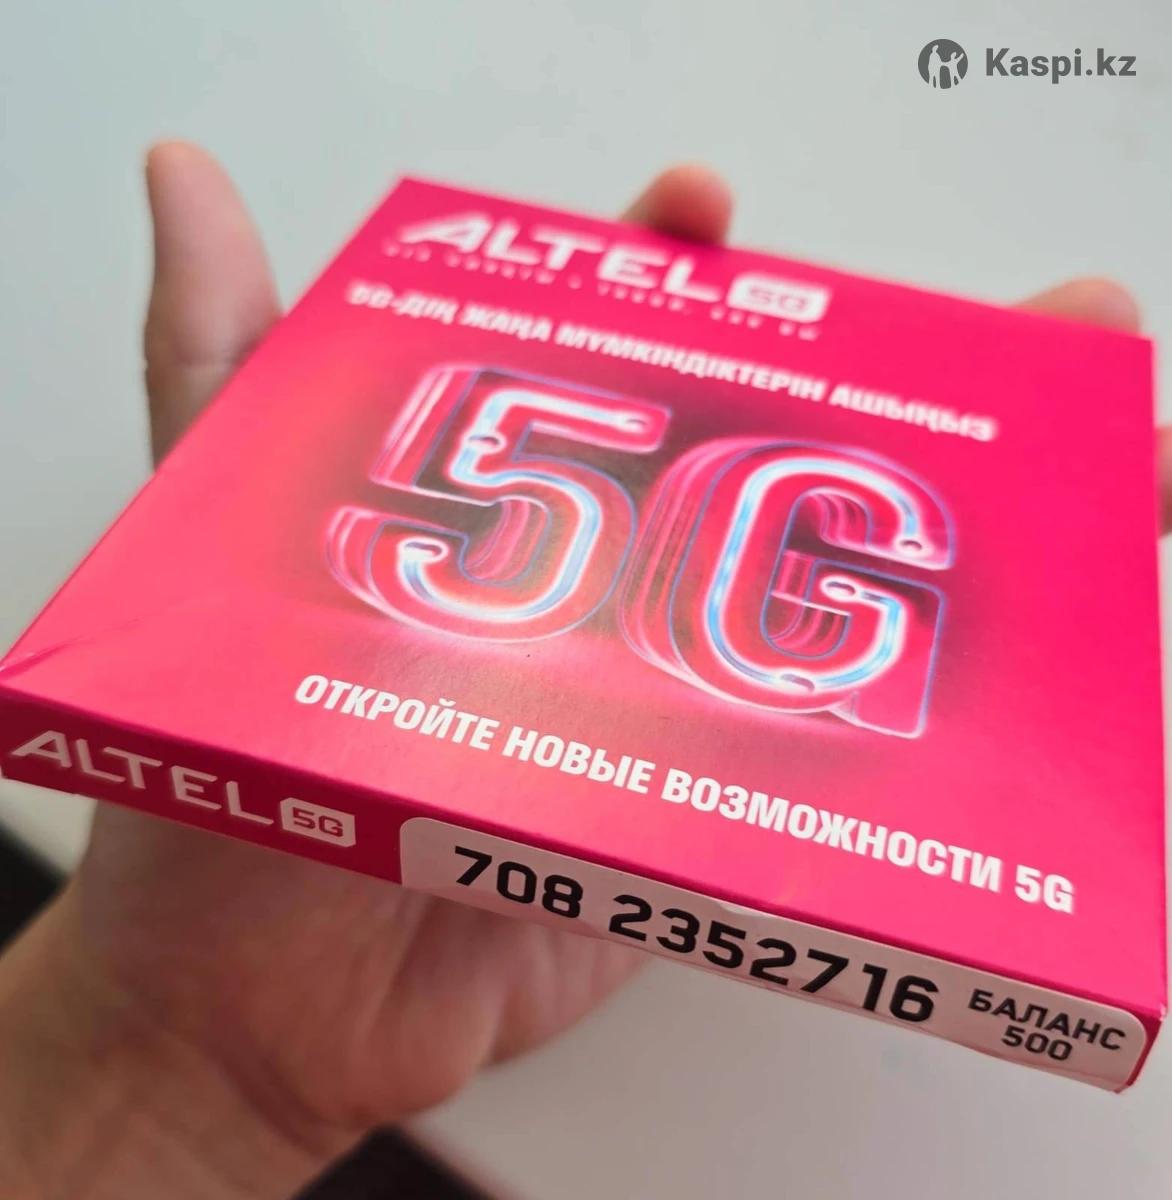 Kaspi.kz
ALTEL 5G
5G-ДІҢ ЖАҢА МҮМКІНДІКТЕРІН АШЫҢЫЗ
5G
ОТКРОЙТЕ НОВЫЕ ВОЗМОЖНОСТИ 5G
ALTEL 5G
708 2352716
БАЛАНС
500